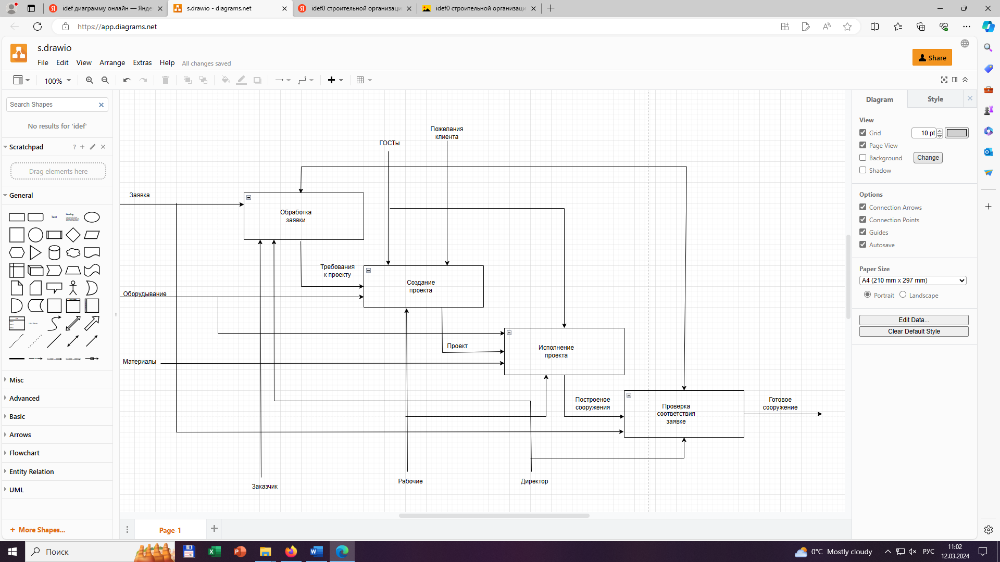 idef диаграмму онлайн — Янде
s.drawio - diagrams.net
idef0 строительной организаци
idef0 строительной организаци
https://app.diagrams.net
s.drawio
File Edit View Arrange Extras Help All changes saved
Share
100%
Search Shapes
No results for 'idef'
Scratchpad
Drag elements here
General
Misc
Advanced
Basic
Arrows
Flowchart
Entity Relation
UML
+ More Shapes...
Пожелания
клиента
ГОСТы
Заявка
Обработка
заявки
Требования
к проекту
Создание
проекта
Оборудывание
Проект
Исполнение
проекта
Материалы
Построеное
сооружения
Проверка
соответствия
заявке
Готовое
сооружение
Заказчик
Рабочие
Директор
Page-1
Diagram Style
View
Grid 10 pt
Page View
Background Change
Shadow
Options
Connection Arrows
Connection Points
Guides
Autosave
Paper Size
A4 (210 mm x 297 mm)
Portrait Landscape
Edit Data...
Clear Default Style
Поиск
0°C Mostly cloudy
РУС
11:02
12.03.2024